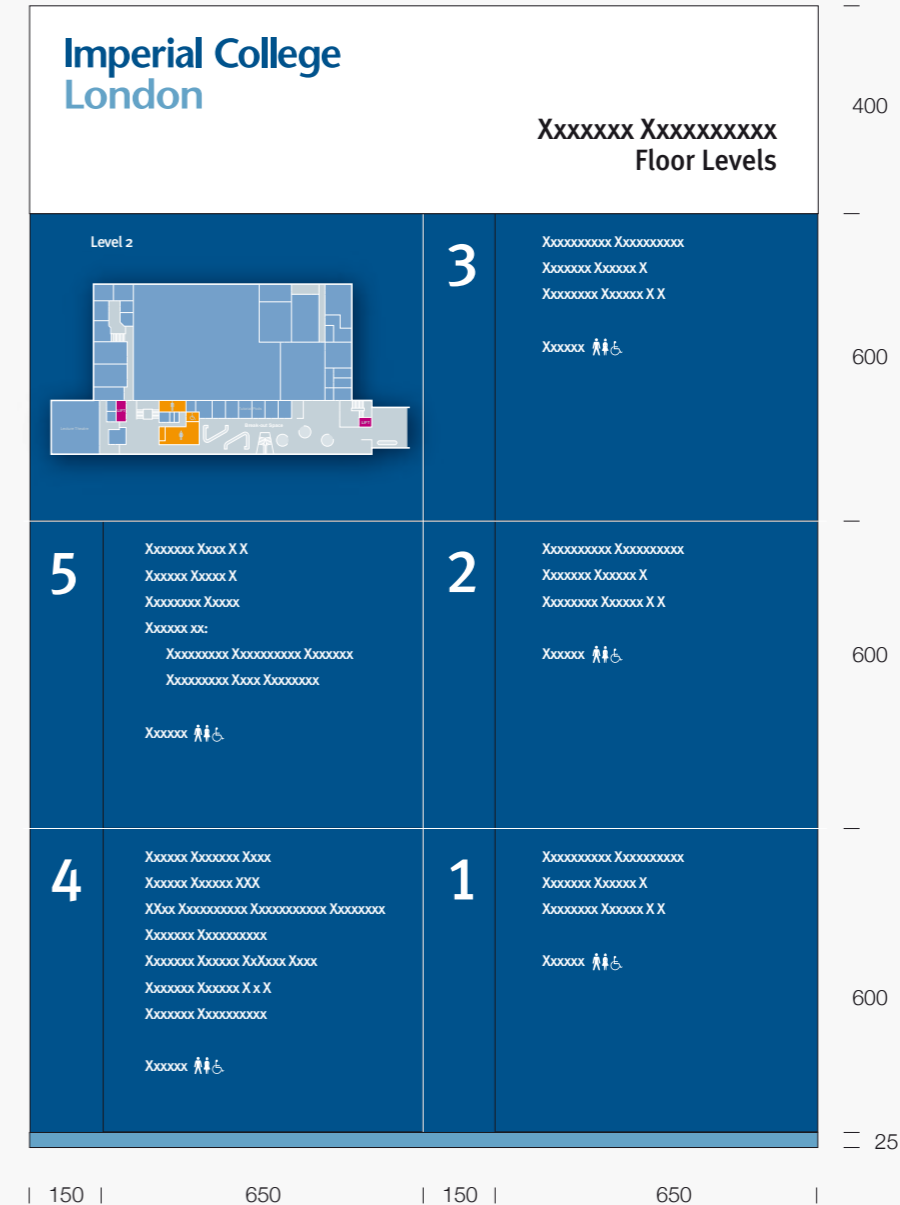 Imperial College
London
400
Xxxxxxx Xxxxxxxxxx
Floor Levels
Level 2
3
Xxxxxxxxxx Xxxxxxxxxx
Xxxxxxx Xxxxxx X
Xxxxxxxx Xxxxxx X X
Xxxxxx
600
LIFT
Break-out Space
5
Xxxxxxx Xxxx X X
Xxxxxx Xxxxx X
Xxxxxxxx Xxxxx
Xxxxxx xx:
Xxxxxxxxx Xxxxxxxxxx Xxxxxxx
Xxxxxxxxx Xxxx Xxxxxxxx
Xxxxxx
2
Xxxxxxxxxx Xxxxxxxxxx
Xxxxxxx Xxxxxx X
Xxxxxxxx Xxxxxx X X
Xxxxxx
600
4
Xxxxxx Xxxxxxx Xxxx
Xxxxxx Xxxxxx XXX
XXxx Xxxxxxxxxx Xxxxxxxxxxx Xxxxxxxx
Xxxxxxx Xxxxxxxxxx
Xxxxxxx Xxxxxx XxXxxx Xxxx
Xxxxxxx Xxxxxx X x X
Xxxxxxx Xxxxxxxxxx
Xxxxxx
1
Xxxxxxxxxx Xxxxxxxxxx
Xxxxxxx Xxxxxx X
Xxxxxxxx Xxxxxx X X
Xxxxxx
600
25
150
650
150
650